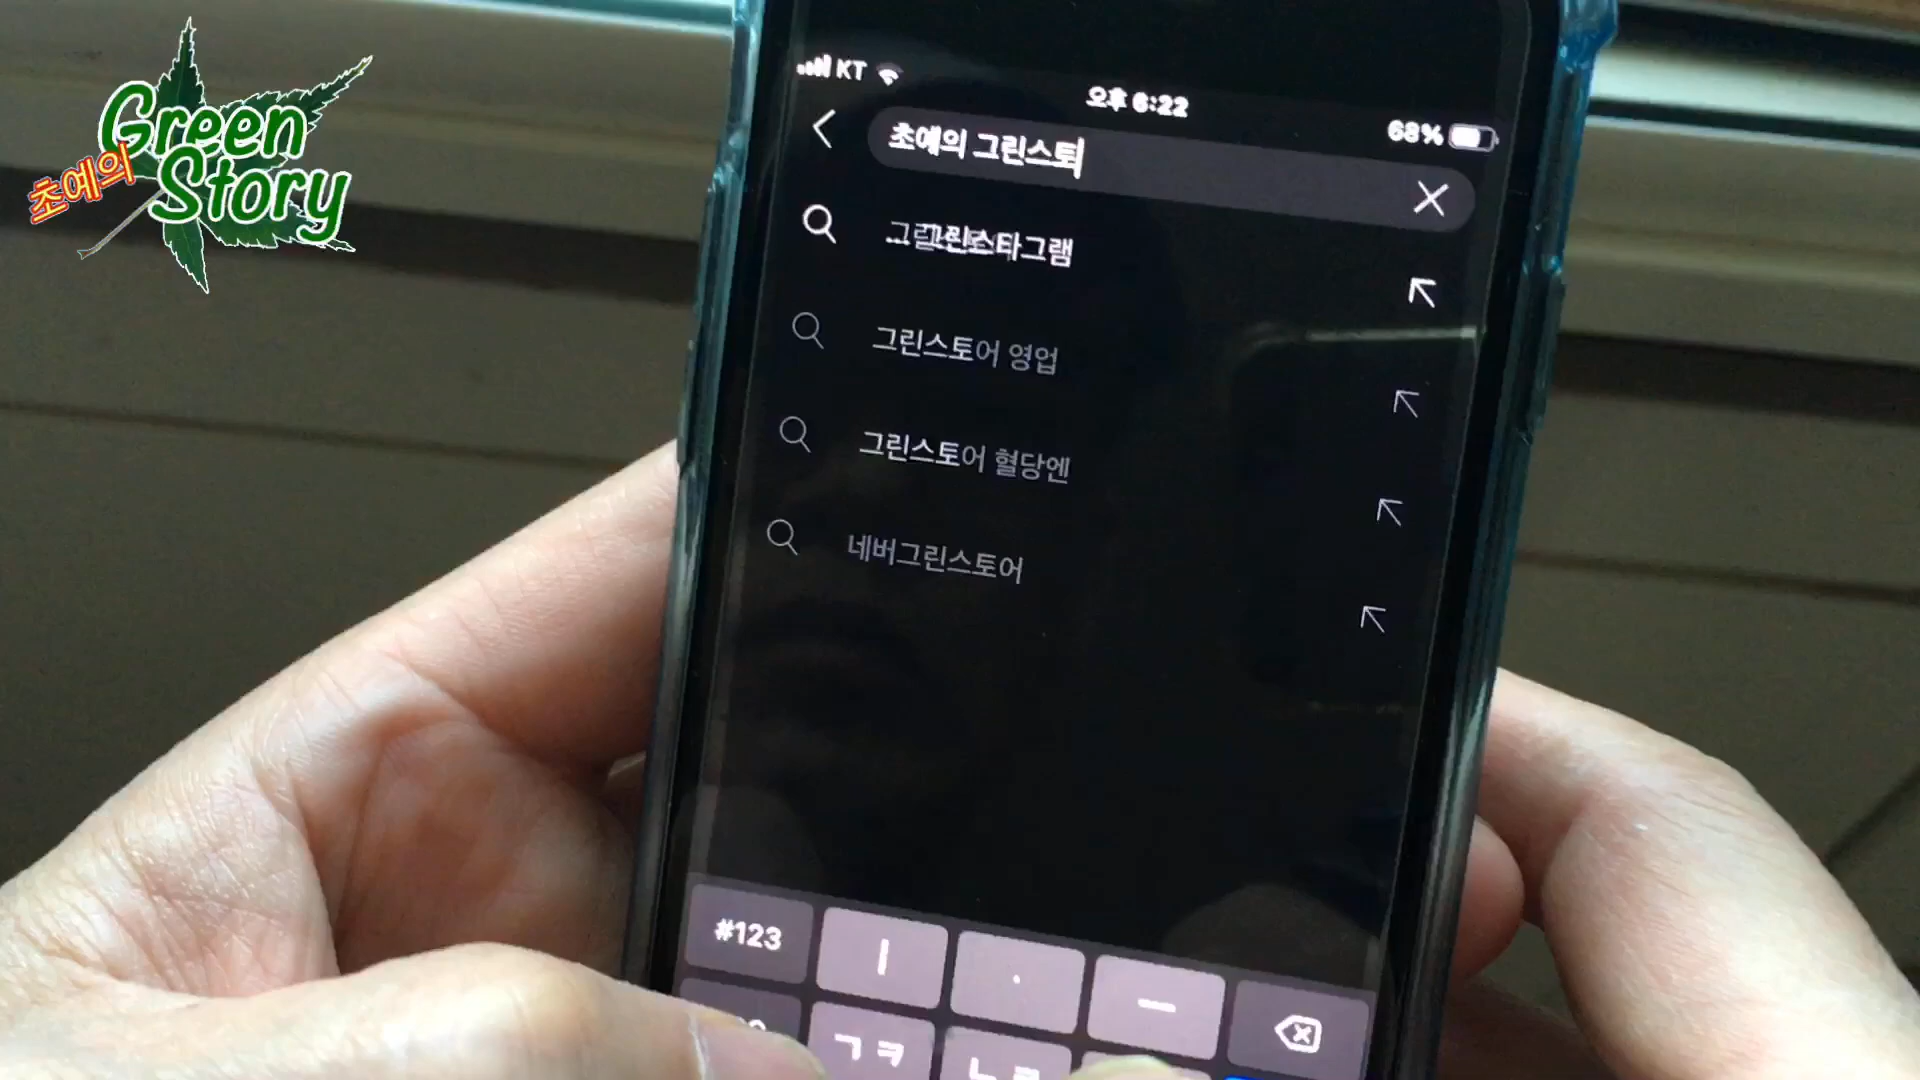 Green
초예의
Story
KT
오후 6:22
68%
초예의 그린스퇴
그린스타그램
그린스토어 영업
그린스토어 혈당엔
네버그린스토어
#123
ㅣ
·
ㅡ
ㄱㅋ
ㄴㄹ